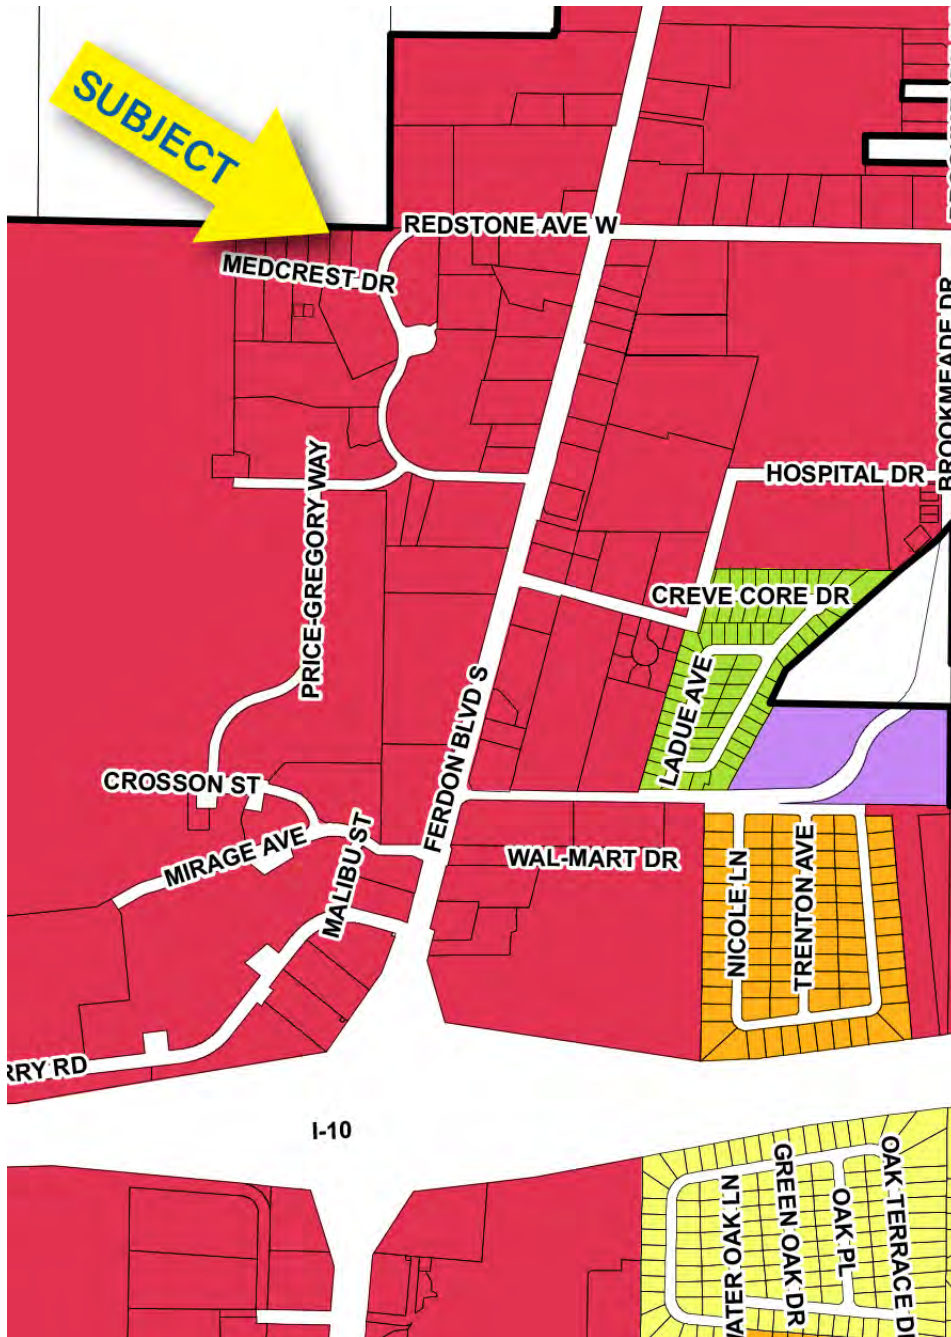 SUBJECT
REDSTONE AVE W
MEDCREST DR
BROOKMEADE DR
HOSPITAL DR
PRICE-GREGORY WAY
CREVE CORE DR
LADUE AVE
FERDON BLVD S
CROSSON ST
MIRAGE AVE
MALIBU ST
WAL-MART DR
NICOLE LN
TRENTON AVE
RRY RD
I-10
OAK TERRACE D
GREEN OAK DR
OAK PL
ATER OAK LN